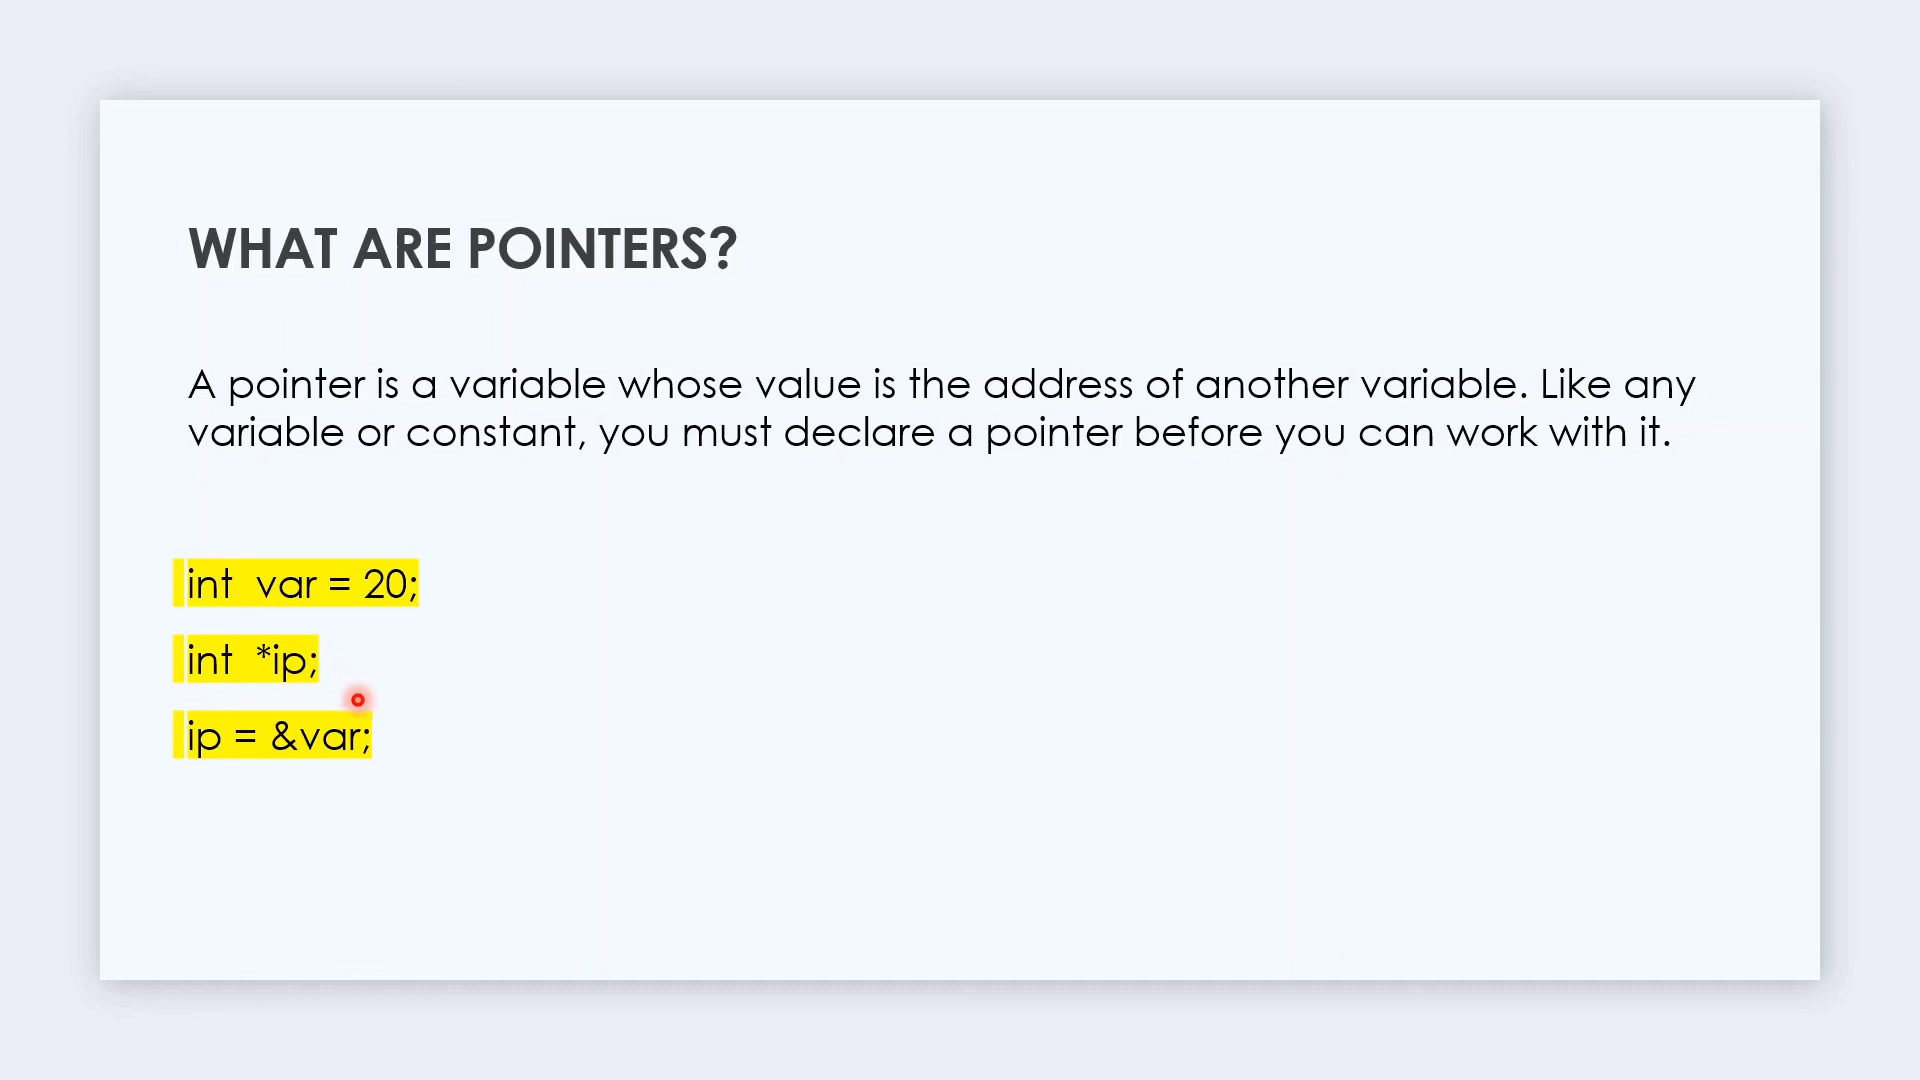 WHAT ARE POINTERS?
A pointer is a variable whose value is the address of another variable. Like any
variable or constant, you must declare a pointer before you can work with it.
int  var = 20;
int  *ip;
ip = &var;